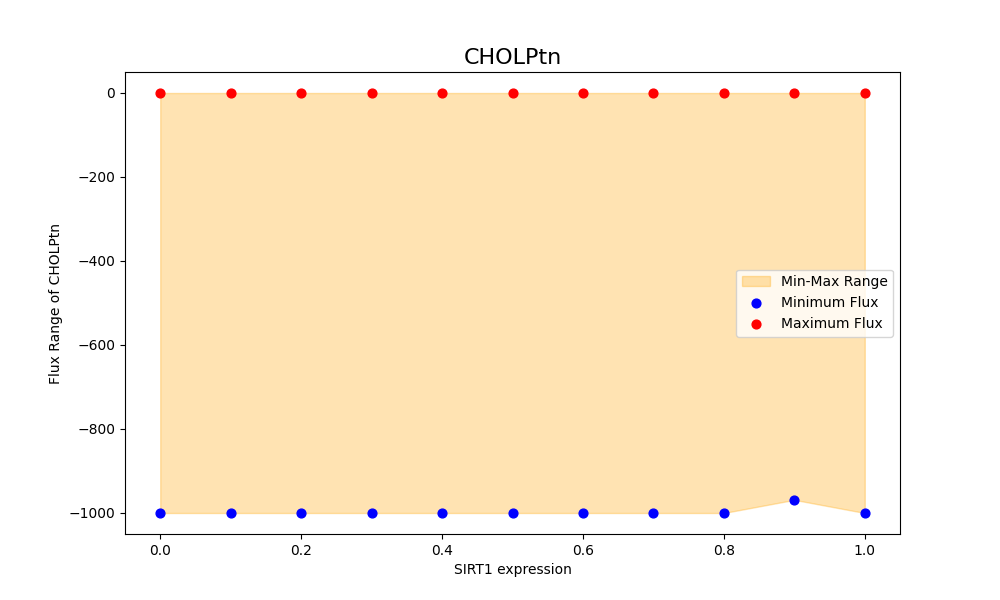 CHOLPtn
Flux Range of CHOLPtn
0
−200
−400
−600
−800
−1000
Min-Max Range
Minimum Flux
Maximum Flux
0.0 0.2 0.4 0.6 0.8 1.0
SIRT1 expression